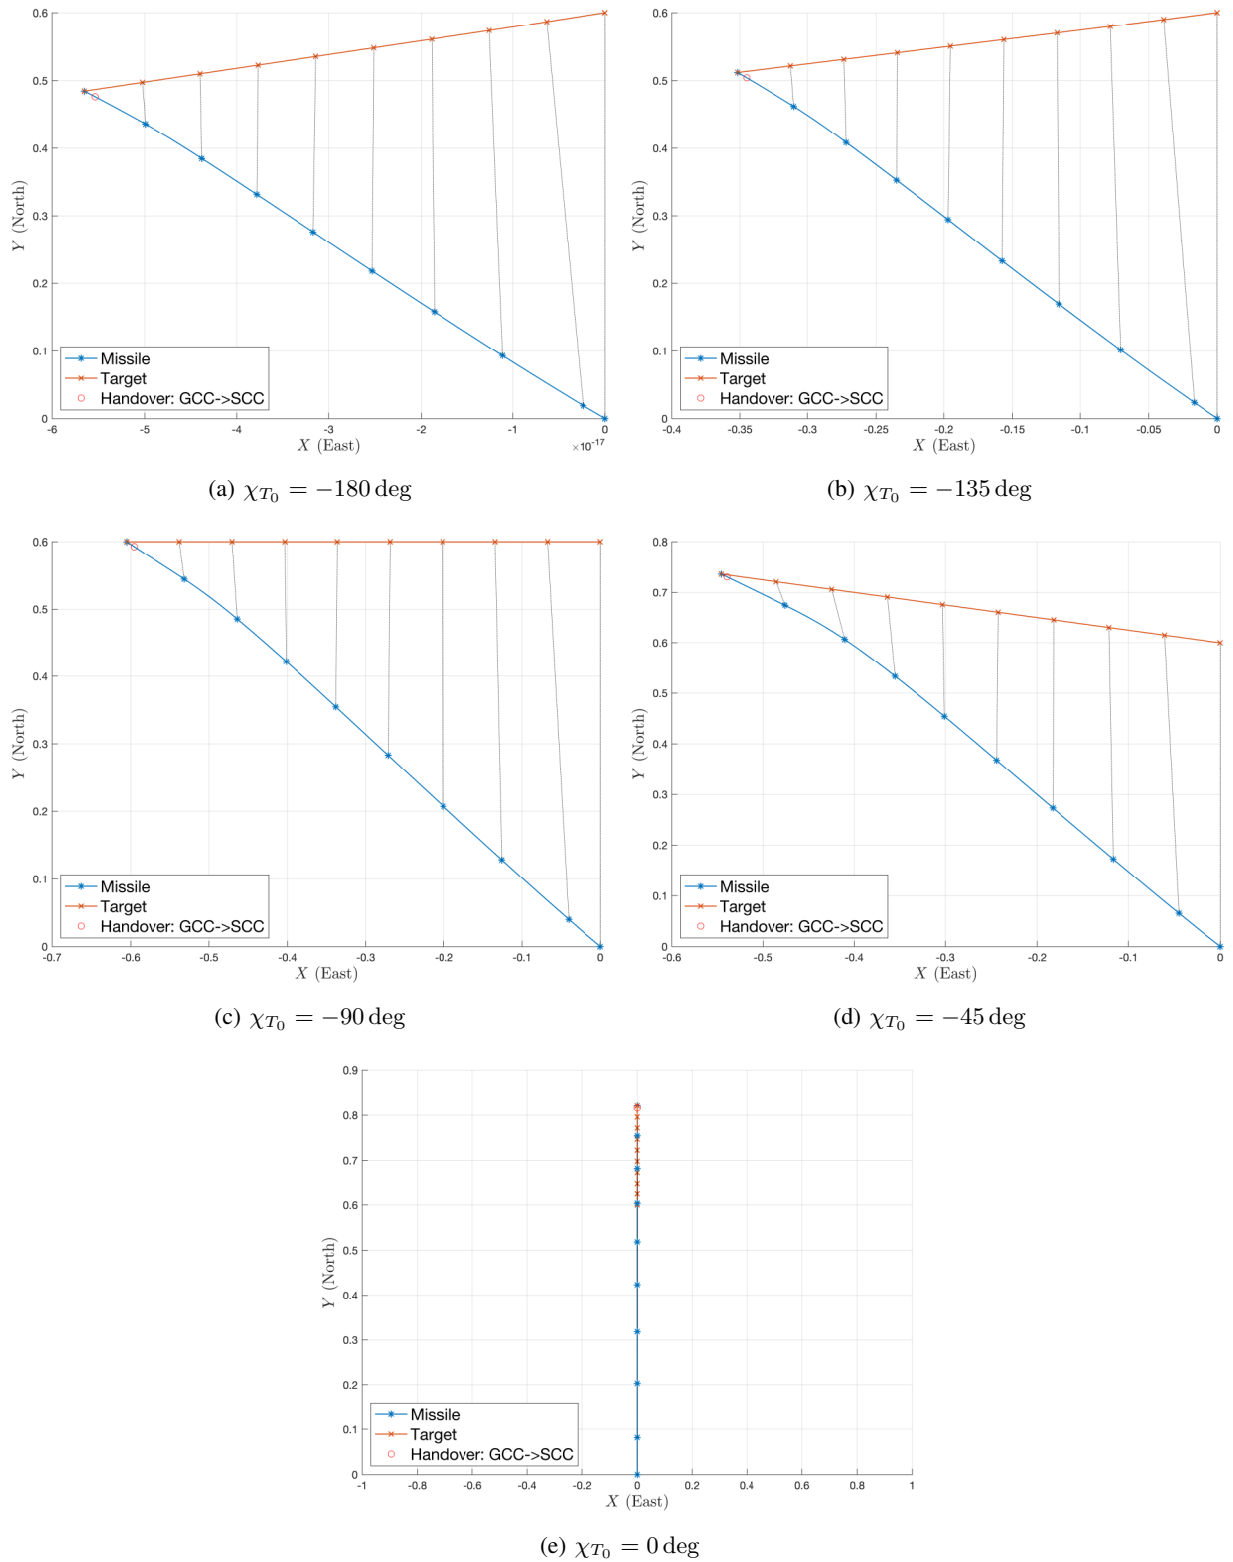 0.6
0.5
0.4
0.3
0.2
0.1
0
Y (North)
Missile
Target
Handover: GCC->SCC
-6
-5
-4
-3
-2
-1
0
×10⁻¹⁷
X (East)
(a) χ_{T_0} = −180 deg
0.6
0.5
0.4
0.3
0.2
0.1
0
Y (North)
Missile
Target
Handover: GCC->SCC
-0.4
-0.35
-0.3
-0.25
-0.2
-0.15
-0.1
-0.05
0
X (East)
(b) χ_{T_0} = −135 deg
0.6
0.5
0.4
0.3
0.2
0.1
0
Y (North)
Missile
Target
Handover: GCC->SCC
-0.7
-0.6
-0.5
-0.4
-0.3
-0.2
-0.1
0
X (East)
(c) χ_{T_0} = −90 deg
0.8
0.7
0.6
0.5
0.4
0.3
0.2
0.1
0
Y (North)
Missile
Target
Handover: GCC->SCC
-0.6
-0.5
-0.4
-0.3
-0.2
-0.1
0
X (East)
(d) χ_{T_0} = −45 deg
0.9
0.8
0.7
0.6
0.5
0.4
0.3
0.2
0.1
0
Y (North)
Missile
Target
Handover: GCC->SCC
-1
-0.8
-0.6
-0.4
-0.2
0
0.2
0.4
0.6
0.8
1
X (East)
(e) χ_{T_0} = 0 deg